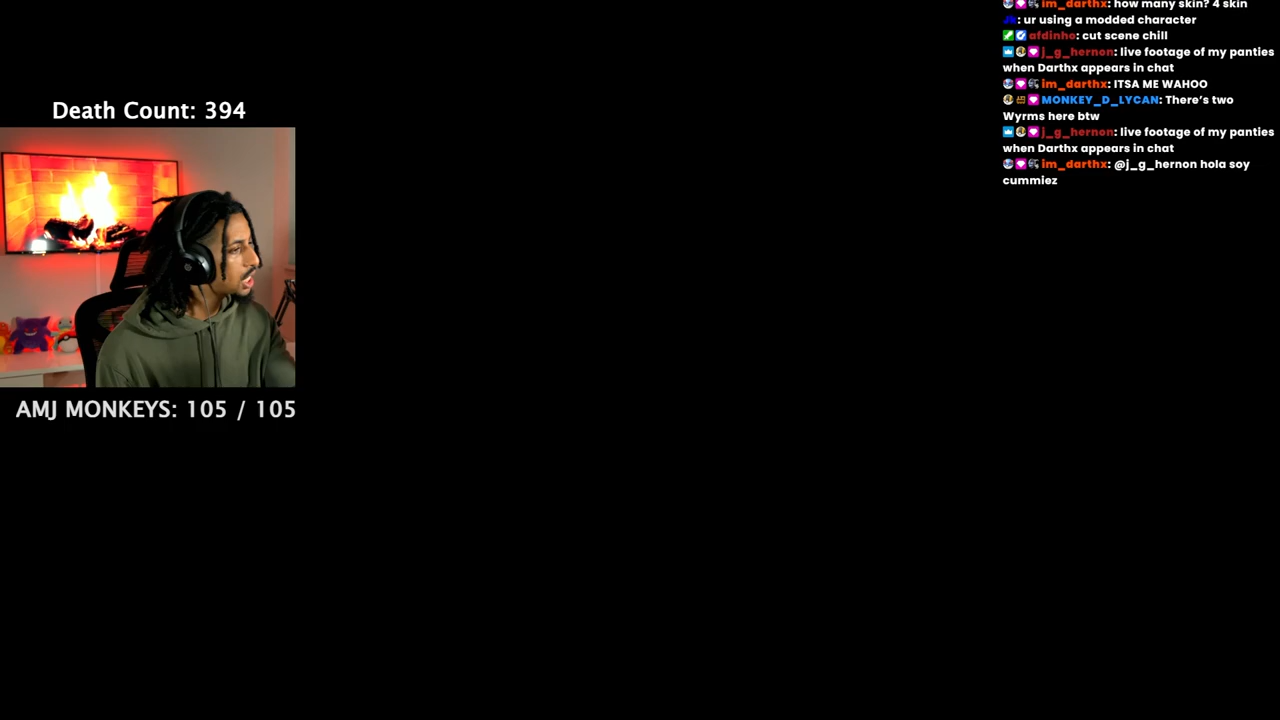 im_darthx: how many skin? 4 skin
: ur using a modded character
afdinho: cut scene chill
j_g_hernon: live footage of my panties
when Darthx appears in chat
im_darthx: ITSA ME WAHOO
MONKEY_D_LYCAN: There's two
Wyrms here btw
j_g_hernon: live footage of my panties
when Darthx appears in chat
im_darthx: @j_g_hernon hola soy
cummiez
Death Count: 394
AMJ MONKEYS: 105 / 105